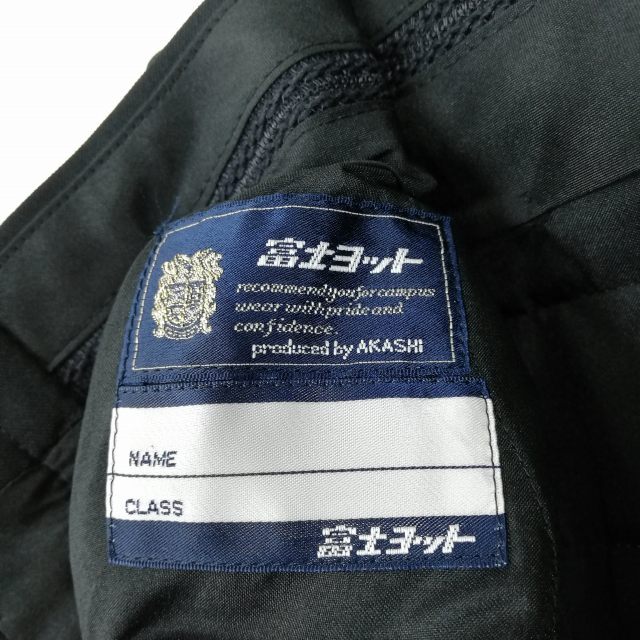 富士ヨット
recommend you for campus
wear with pride and
confidence.
produced by AKASHI
NAME
CLASS
富士ヨット